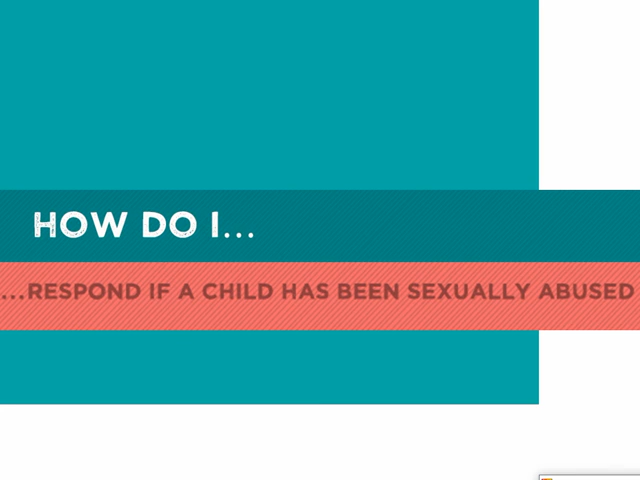 HOW DO I...
...RESPOND IF A CHILD HAS BEEN SEXUALLY ABUSED